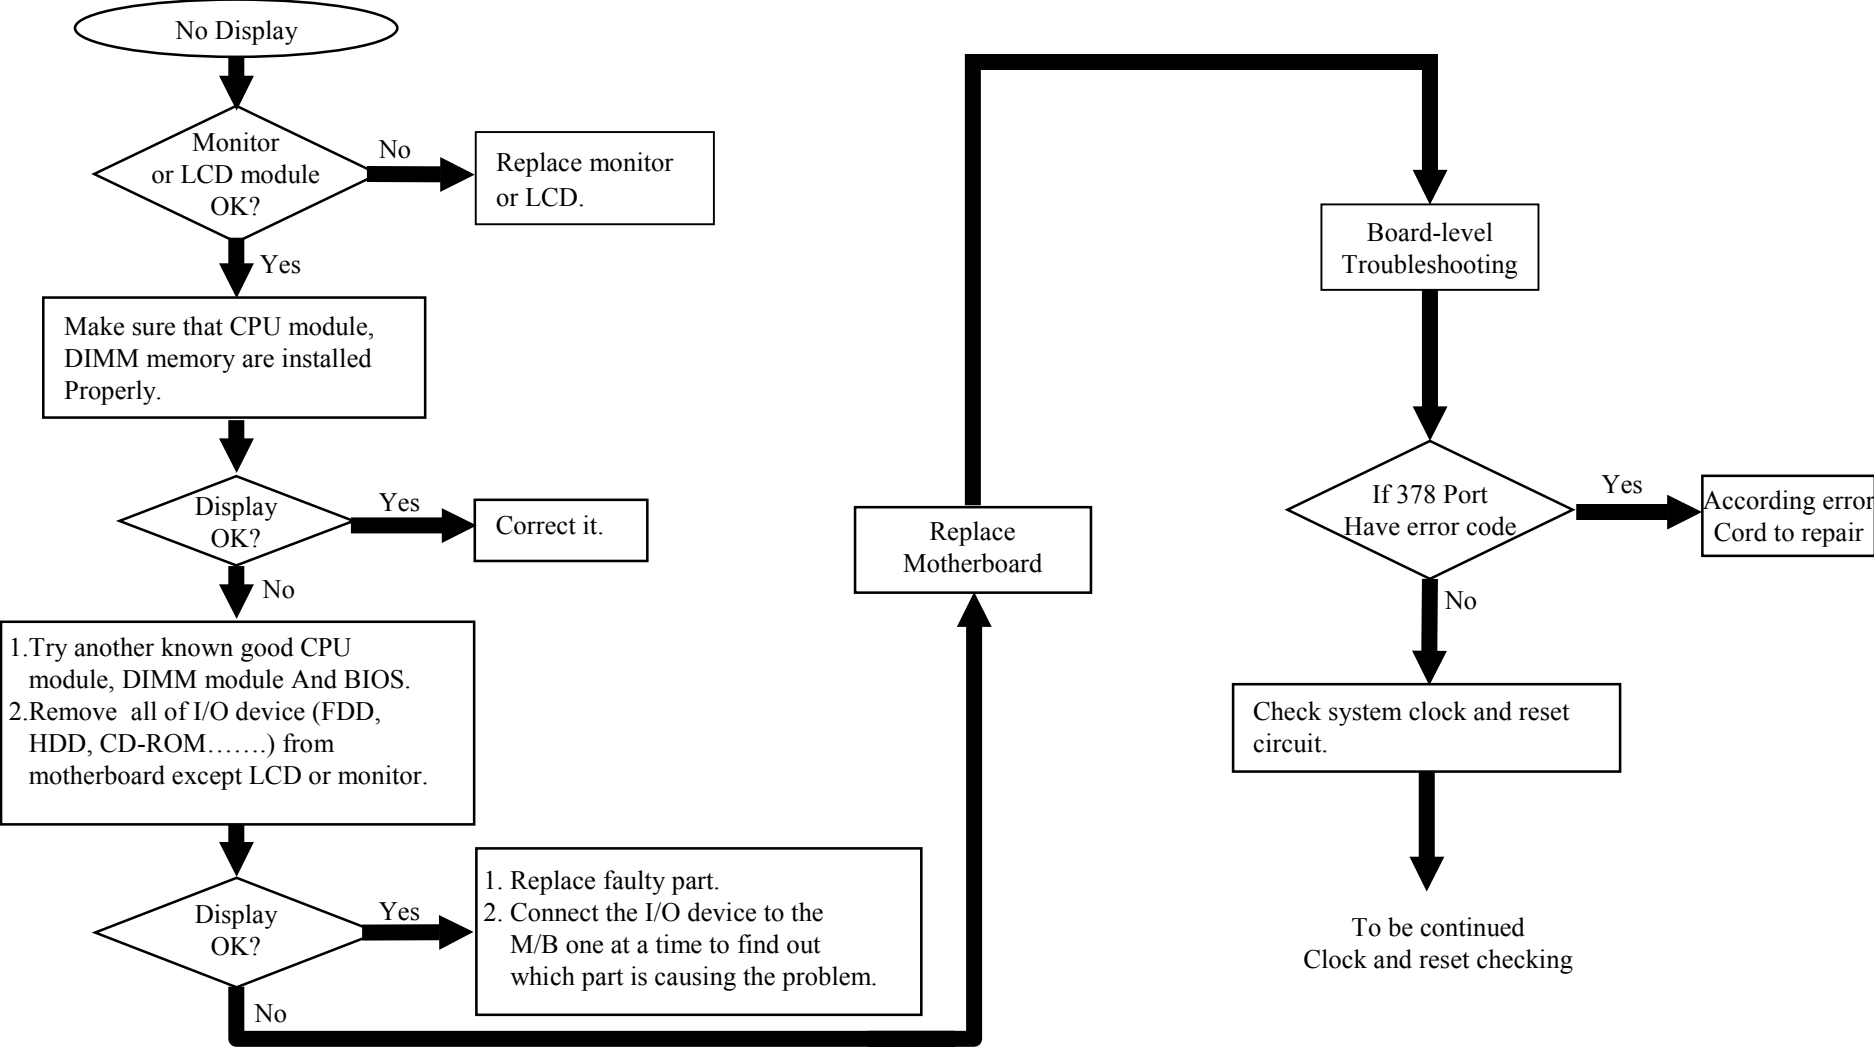 No Display
Monitor
or LCD module
OK?
No
Replace monitor
or LCD.
Yes
Make sure that CPU module,
DIMM memory are installed
Properly.
Display
OK?
Yes
Correct it.
No
1.Try another known good CPU
module, DIMM module And BIOS.
2.Remove  all of I/O device (FDD,
HDD, CD-ROM…….) from
motherboard except LCD or monitor.
Display
OK?
Yes
1. Replace faulty part.
2. Connect the I/O device to the
M/B one at a time to find out
which part is causing the problem.
No
Replace
Motherboard
Board-level
Troubleshooting
If 378 Port
Have error code
Yes
According error
Cord to repair
No
Check system clock and reset
circuit.
To be continued
Clock and reset checking